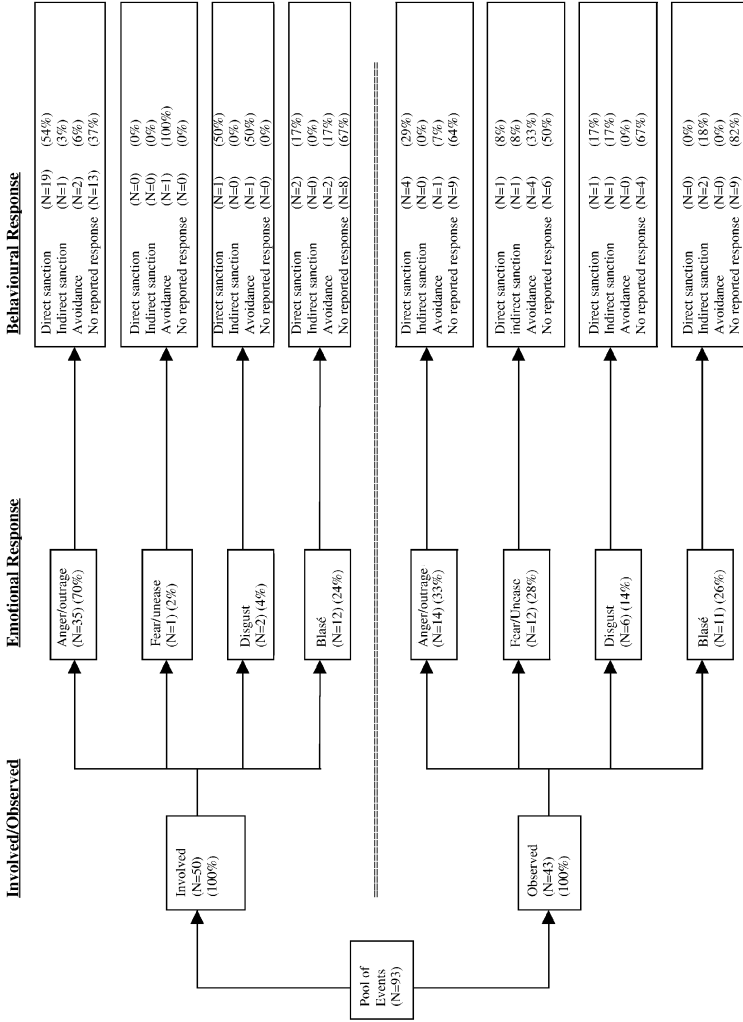 Involved/Observed
Emotional Response
Behavioural Response
Pool of
Events
(N=93)
Involved
(N=50)
(100%)
Anger/outrage
(N=35) (70%)
Direct sanction (N=19) (54%)
Indirect sanction (N=1) (3%)
Avoidance (N=2) (6%)
No reported response (N=13) (37%)
Fear/unease
(N=1) (2%)
Direct sanction (N=0) (0%)
Indirect sanction (N=0) (0%)
Avoidance (N=1) (100%)
No reported response (N=0) (0%)
Disgust
(N=2) (4%)
Direct sanction (N=1) (50%)
Indirect sanction (N=0) (0%)
Avoidance (N=1) (50%)
No reported response (N=0) (0%)
Blasé
(N=12) (24%)
Direct sanction (N=2) (17%)
Indirect sanction (N=0) (0%)
Avoidance (N=2) (17%)
No reported response (N=8) (67%)
Observed
(N=43)
(100%)
Anger/outrage
(N=14) (33%)
Direct sanction (N=4) (29%)
Indirect sanction (N=0) (0%)
Avoidance (N=1) (7%)
No reported response (N=9) (64%)
Fear/Unease
(N=12) (28%)
Direct sanction (N=1) (8%)
indirect sanction (N=1) (8%)
Avoidance (N=4) (33%)
No reported response (N=6) (50%)
Disgust
(N=6) (14%)
Direct sanction (N=1) (17%)
Indirect sanction (N=1) (17%)
Avoidance (N=0) (0%)
No reported response (N=4) (67%)
Blasé
(N=11) (26%)
Direct sanction (N=0) (0%)
Indirect sanction (N=2) (18%)
Avoidance (N=0) (0%)
No reported response (N=9) (82%)